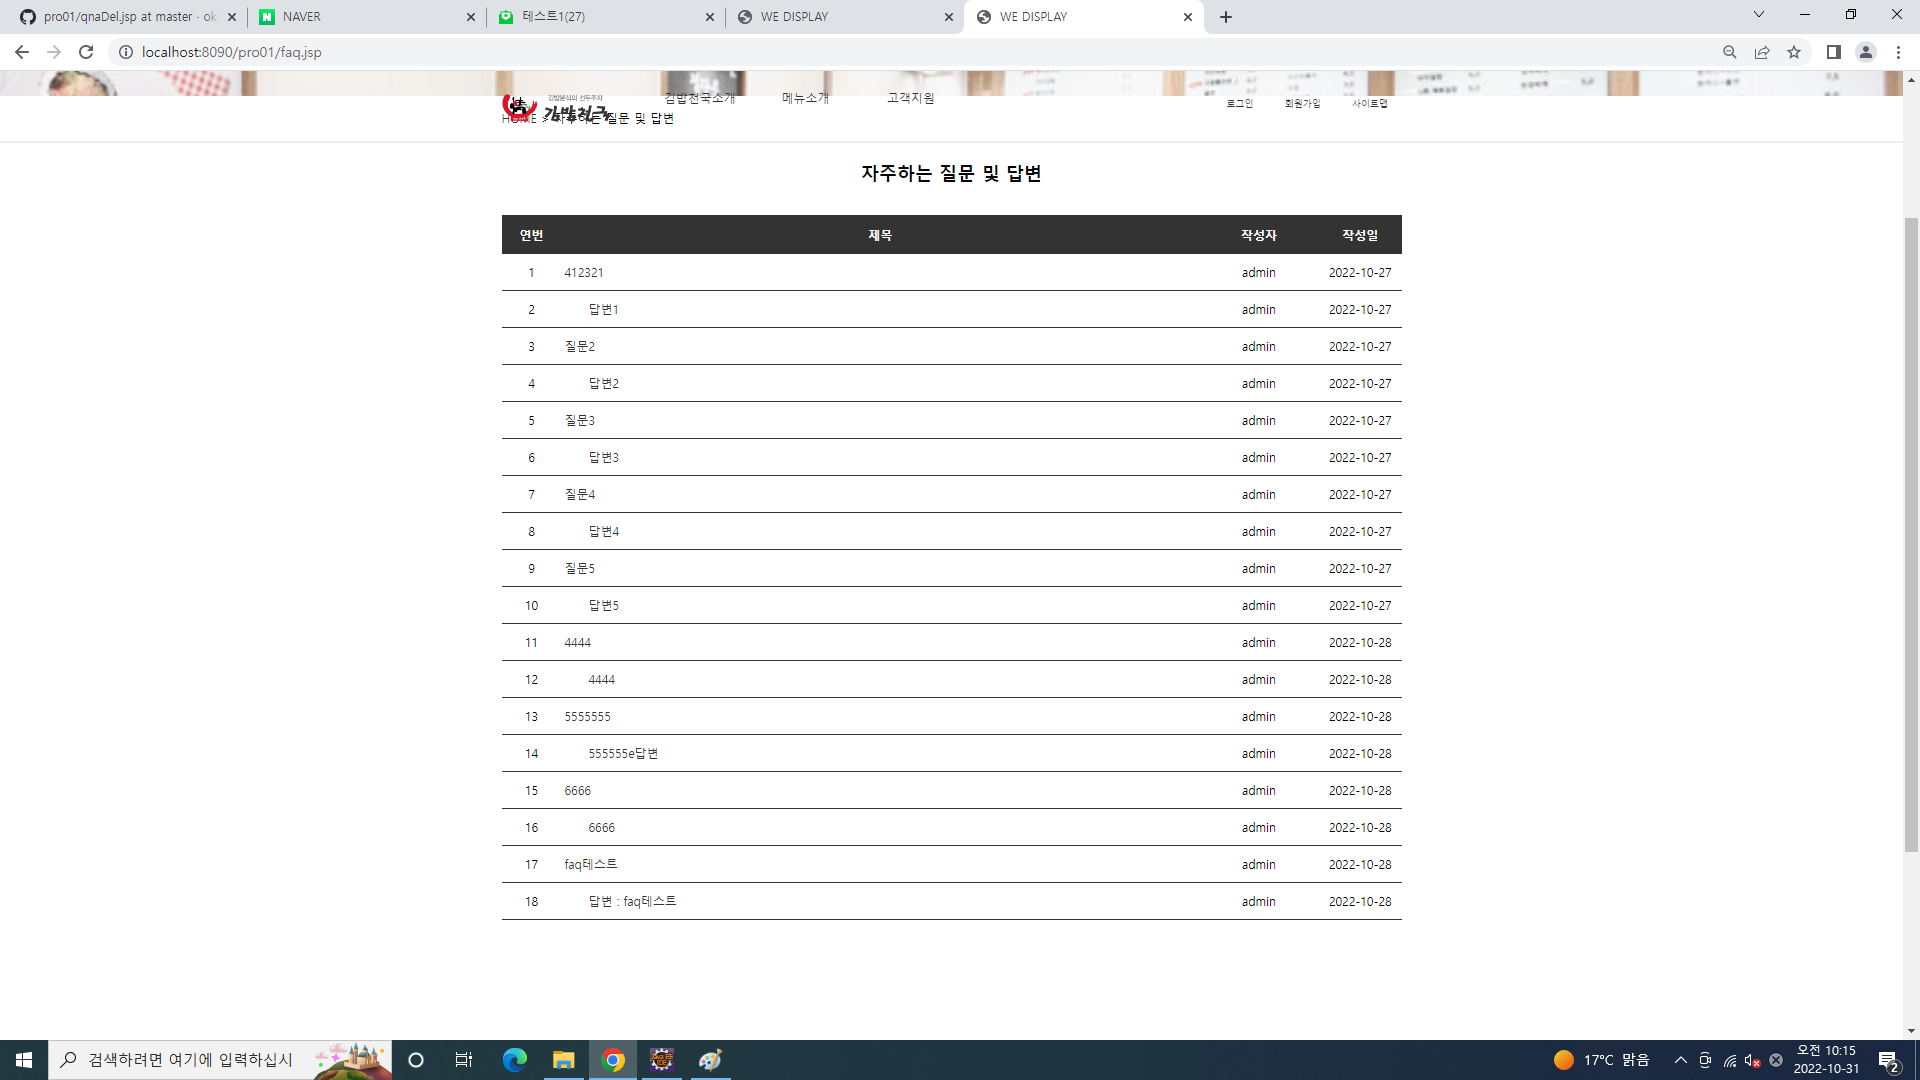 pro01/qnaDel.jsp at master · ok
NAVER
테스트1(27)
WE DISPLAY
WE DISPLAY
localhost:8090/pro01/faq.jsp
김밥천국
김밥천국소개
메뉴소개
고객지원
로그인
회원가입
사이트맵
HOME > 자주하는 질문 및 답변
자주하는 질문 및 답변
연번 제목 작성자 작성일
1 412321 admin 2022-10-27
2 답변1 admin 2022-10-27
3 질문2 admin 2022-10-27
4 답변2 admin 2022-10-27
5 질문3 admin 2022-10-27
6 답변3 admin 2022-10-27
7 질문4 admin 2022-10-27
8 답변4 admin 2022-10-27
9 질문5 admin 2022-10-27
10 답변5 admin 2022-10-27
11 4444 admin 2022-10-28
12 4444 admin 2022-10-28
13 5555555 admin 2022-10-28
14 555555e답변 admin 2022-10-28
15 6666 admin 2022-10-28
16 6666 admin 2022-10-28
17 faq테스트 admin 2022-10-28
18 답변 : faq테스트 admin 2022-10-28
검색하려면 여기에 입력하십시
17°C 맑음
오전 10:15
2022-10-31
2